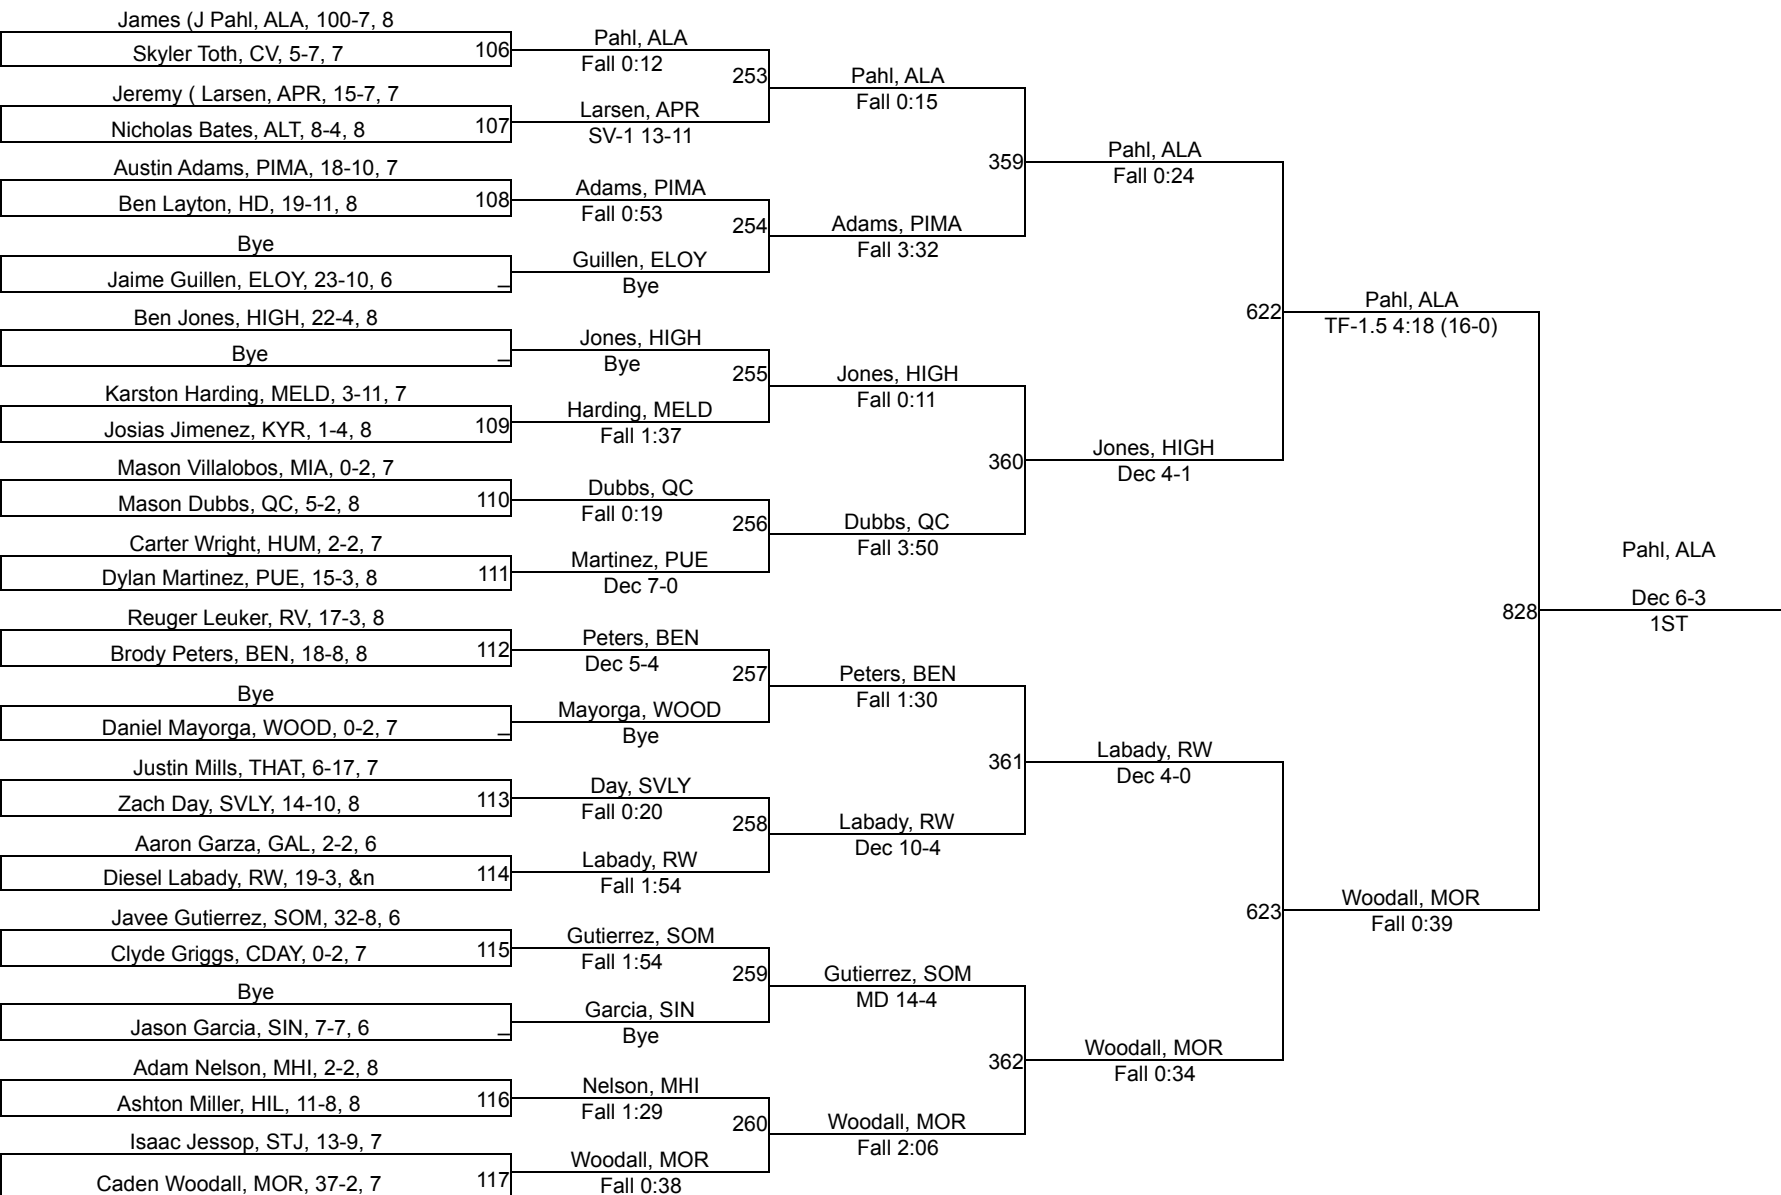 James (J Pahl, ALA, 100-7, 8
Skyler Toth, CV, 5-7, 7
106
Jeremy ( Larsen, APR, 15-7, 7
Nicholas Bates, ALT, 8-4, 8
107
Austin Adams, PIMA, 18-10, 7
Ben Layton, HD, 19-11, 8
108
Bye
Jaime Guillen, ELOY, 23-10, 6
_
Ben Jones, HIGH, 22-4, 8
Bye
_
Karston Harding, MELD, 3-11, 7
Josias Jimenez, KYR, 1-4, 8
109
Mason Villalobos, MIA, 0-2, 7
Mason Dubbs, QC, 5-2, 8
110
Carter Wright, HUM, 2-2, 7
Dylan Martinez, PUE, 15-3, 8
111
Reuger Leuker, RV, 17-3, 8
Brody Peters, BEN, 18-8, 8
112
Bye
Daniel Mayorga, WOOD, 0-2, 7
_
Justin Mills, THAT, 6-17, 7
Zach Day, SVLY, 14-10, 8
113
Aaron Garza, GAL, 2-2, 6
Diesel Labady, RW, 19-3, &n
114
Javee Gutierrez, SOM, 32-8, 6
Clyde Griggs, CDAY, 0-2, 7
115
Bye
Jason Garcia, SIN, 7-7, 6
_
Adam Nelson, MHI, 2-2, 8
Ashton Miller, HIL, 11-8, 8
116
Isaac Jessop, STJ, 13-9, 7
Caden Woodall, MOR, 37-2, 7
117
Pahl, ALA
Fall 0:12
253
Larsen, APR
SV-1 13-11
Adams, PIMA
Fall 0:53
254
Guillen, ELOY
Bye
Jones, HIGH
Bye
255
Harding, MELD
Fall 1:37
Dubbs, QC
Fall 0:19
256
Martinez, PUE
Dec 7-0
Peters, BEN
Dec 5-4
257
Mayorga, WOOD
Bye
Day, SVLY
Fall 0:20
258
Labady, RW
Fall 1:54
Gutierrez, SOM
Fall 1:54
259
Garcia, SIN
Bye
Nelson, MHI
Fall 1:29
260
Woodall, MOR
Fall 0:38
Pahl, ALA
Fall 0:15
359
Adams, PIMA
Fall 3:32
Jones, HIGH
Fall 0:11
360
Dubbs, QC
Fall 3:50
Peters, BEN
Fall 1:30
361
Labady, RW
Dec 10-4
Gutierrez, SOM
MD 14-4
362
Woodall, MOR
Fall 2:06
Pahl, ALA
Fall 0:24
622
Jones, HIGH
Dec 4-1
Labady, RW
Dec 4-0
623
Woodall, MOR
Fall 0:34
Pahl, ALA
TF-1.5 4:18 (16-0)
828
Woodall, MOR
Fall 0:39
Pahl, ALA
Dec 6-3
1ST